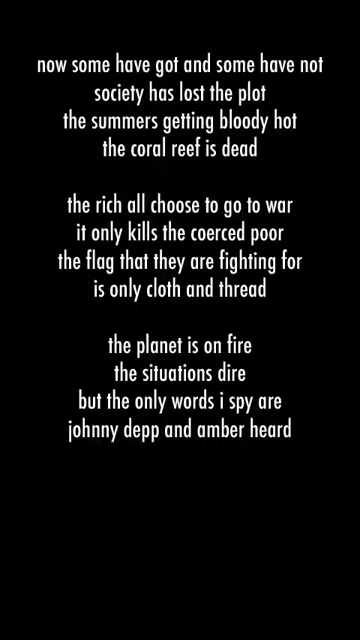 now some have got and some have not
society has lost the plot
the summers getting bloody hot
the coral reef is dead
the rich all choose to go to war
it only kills the coerced poor
the flag that they are fighting for
is only cloth and thread
the planet is on fire
the situations dire
but the only words i spy are
johnny depp and amber heard